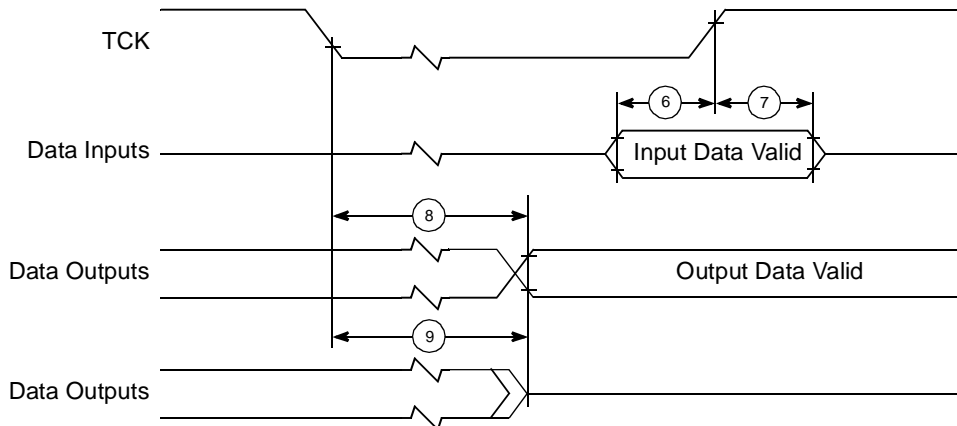 TCK
6
7
Data Inputs
Input Data Valid
8
Data Outputs
Output Data Valid
9
Data Outputs